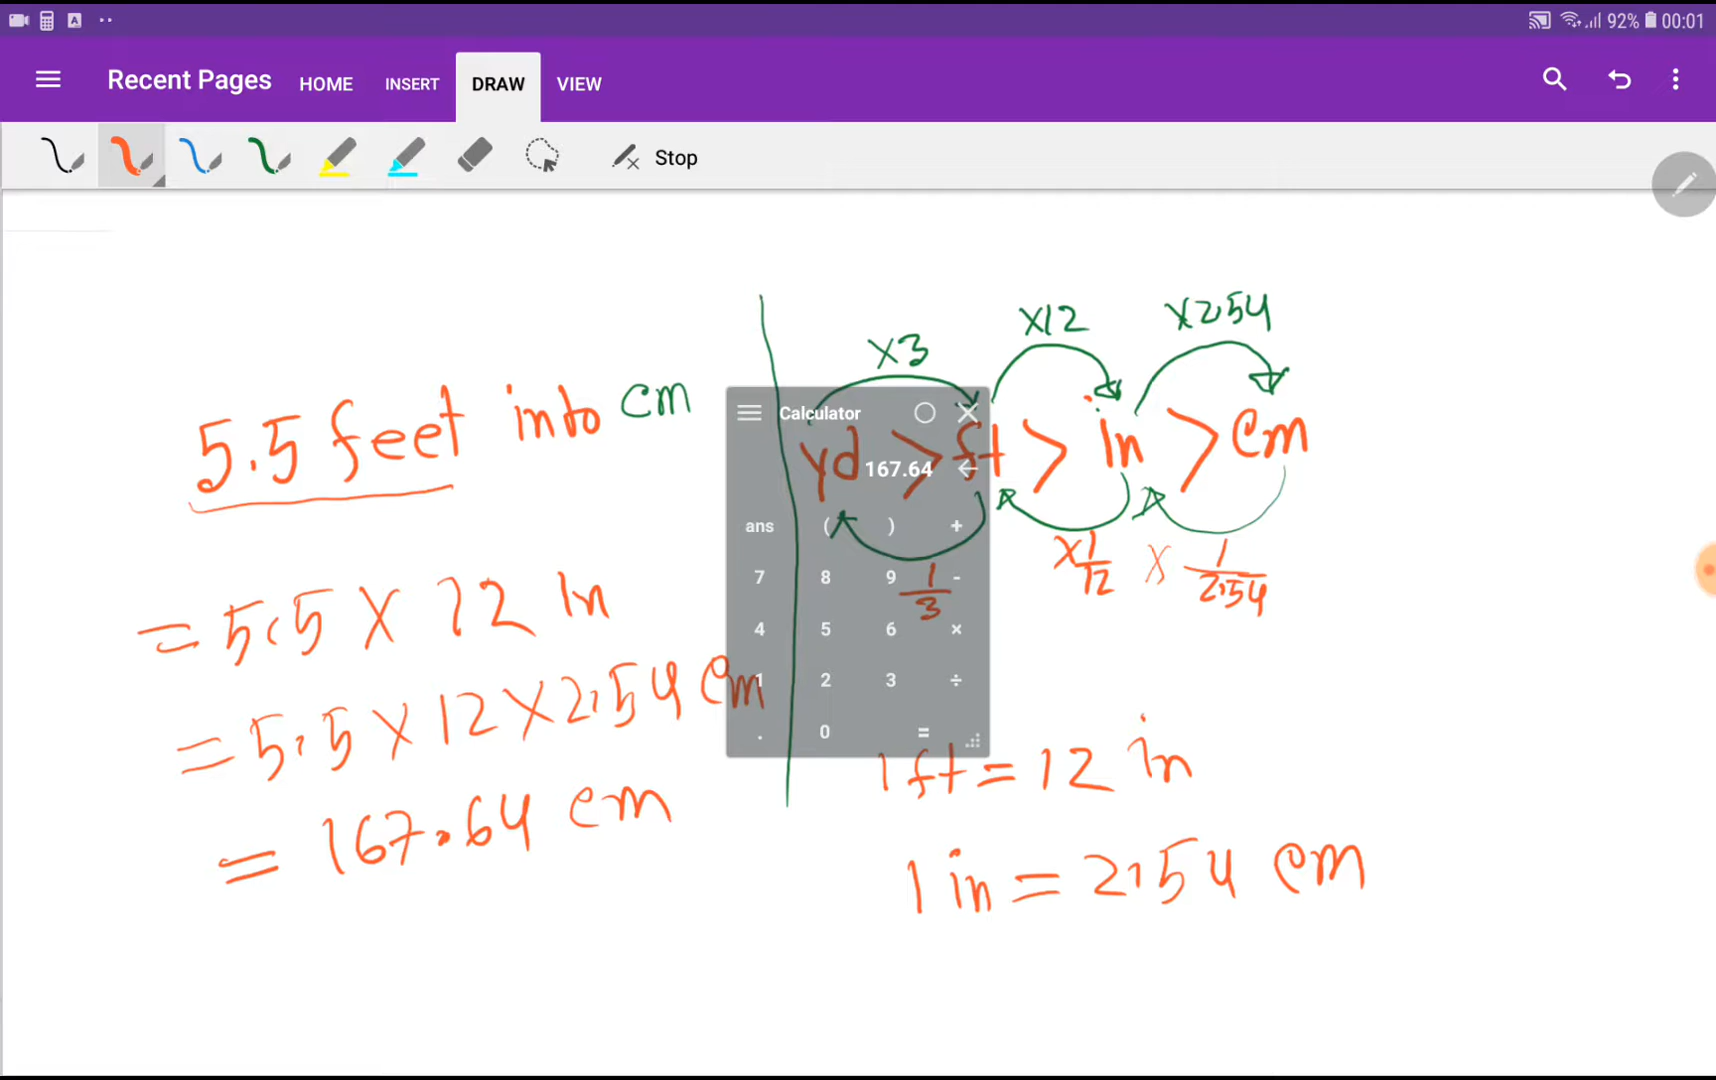 92% 00:01
Recent Pages HOME INSERT DRAW VIEW
Stop
5.5 feet into cm
= 5.5 X 12 in
= 5.5 X 12 X 2.54 cm
= 167.64 cm
X3 X12 X2.54
yd > ft > in > cm
1/3 X 1/12 X 1/2.54
1 ft = 12 in
1 in = 2.54 cm
Calculator
167.64
ans ( ) +
7 8 9 -
4 5 6 ×
1 2 3 ÷
. 0 =